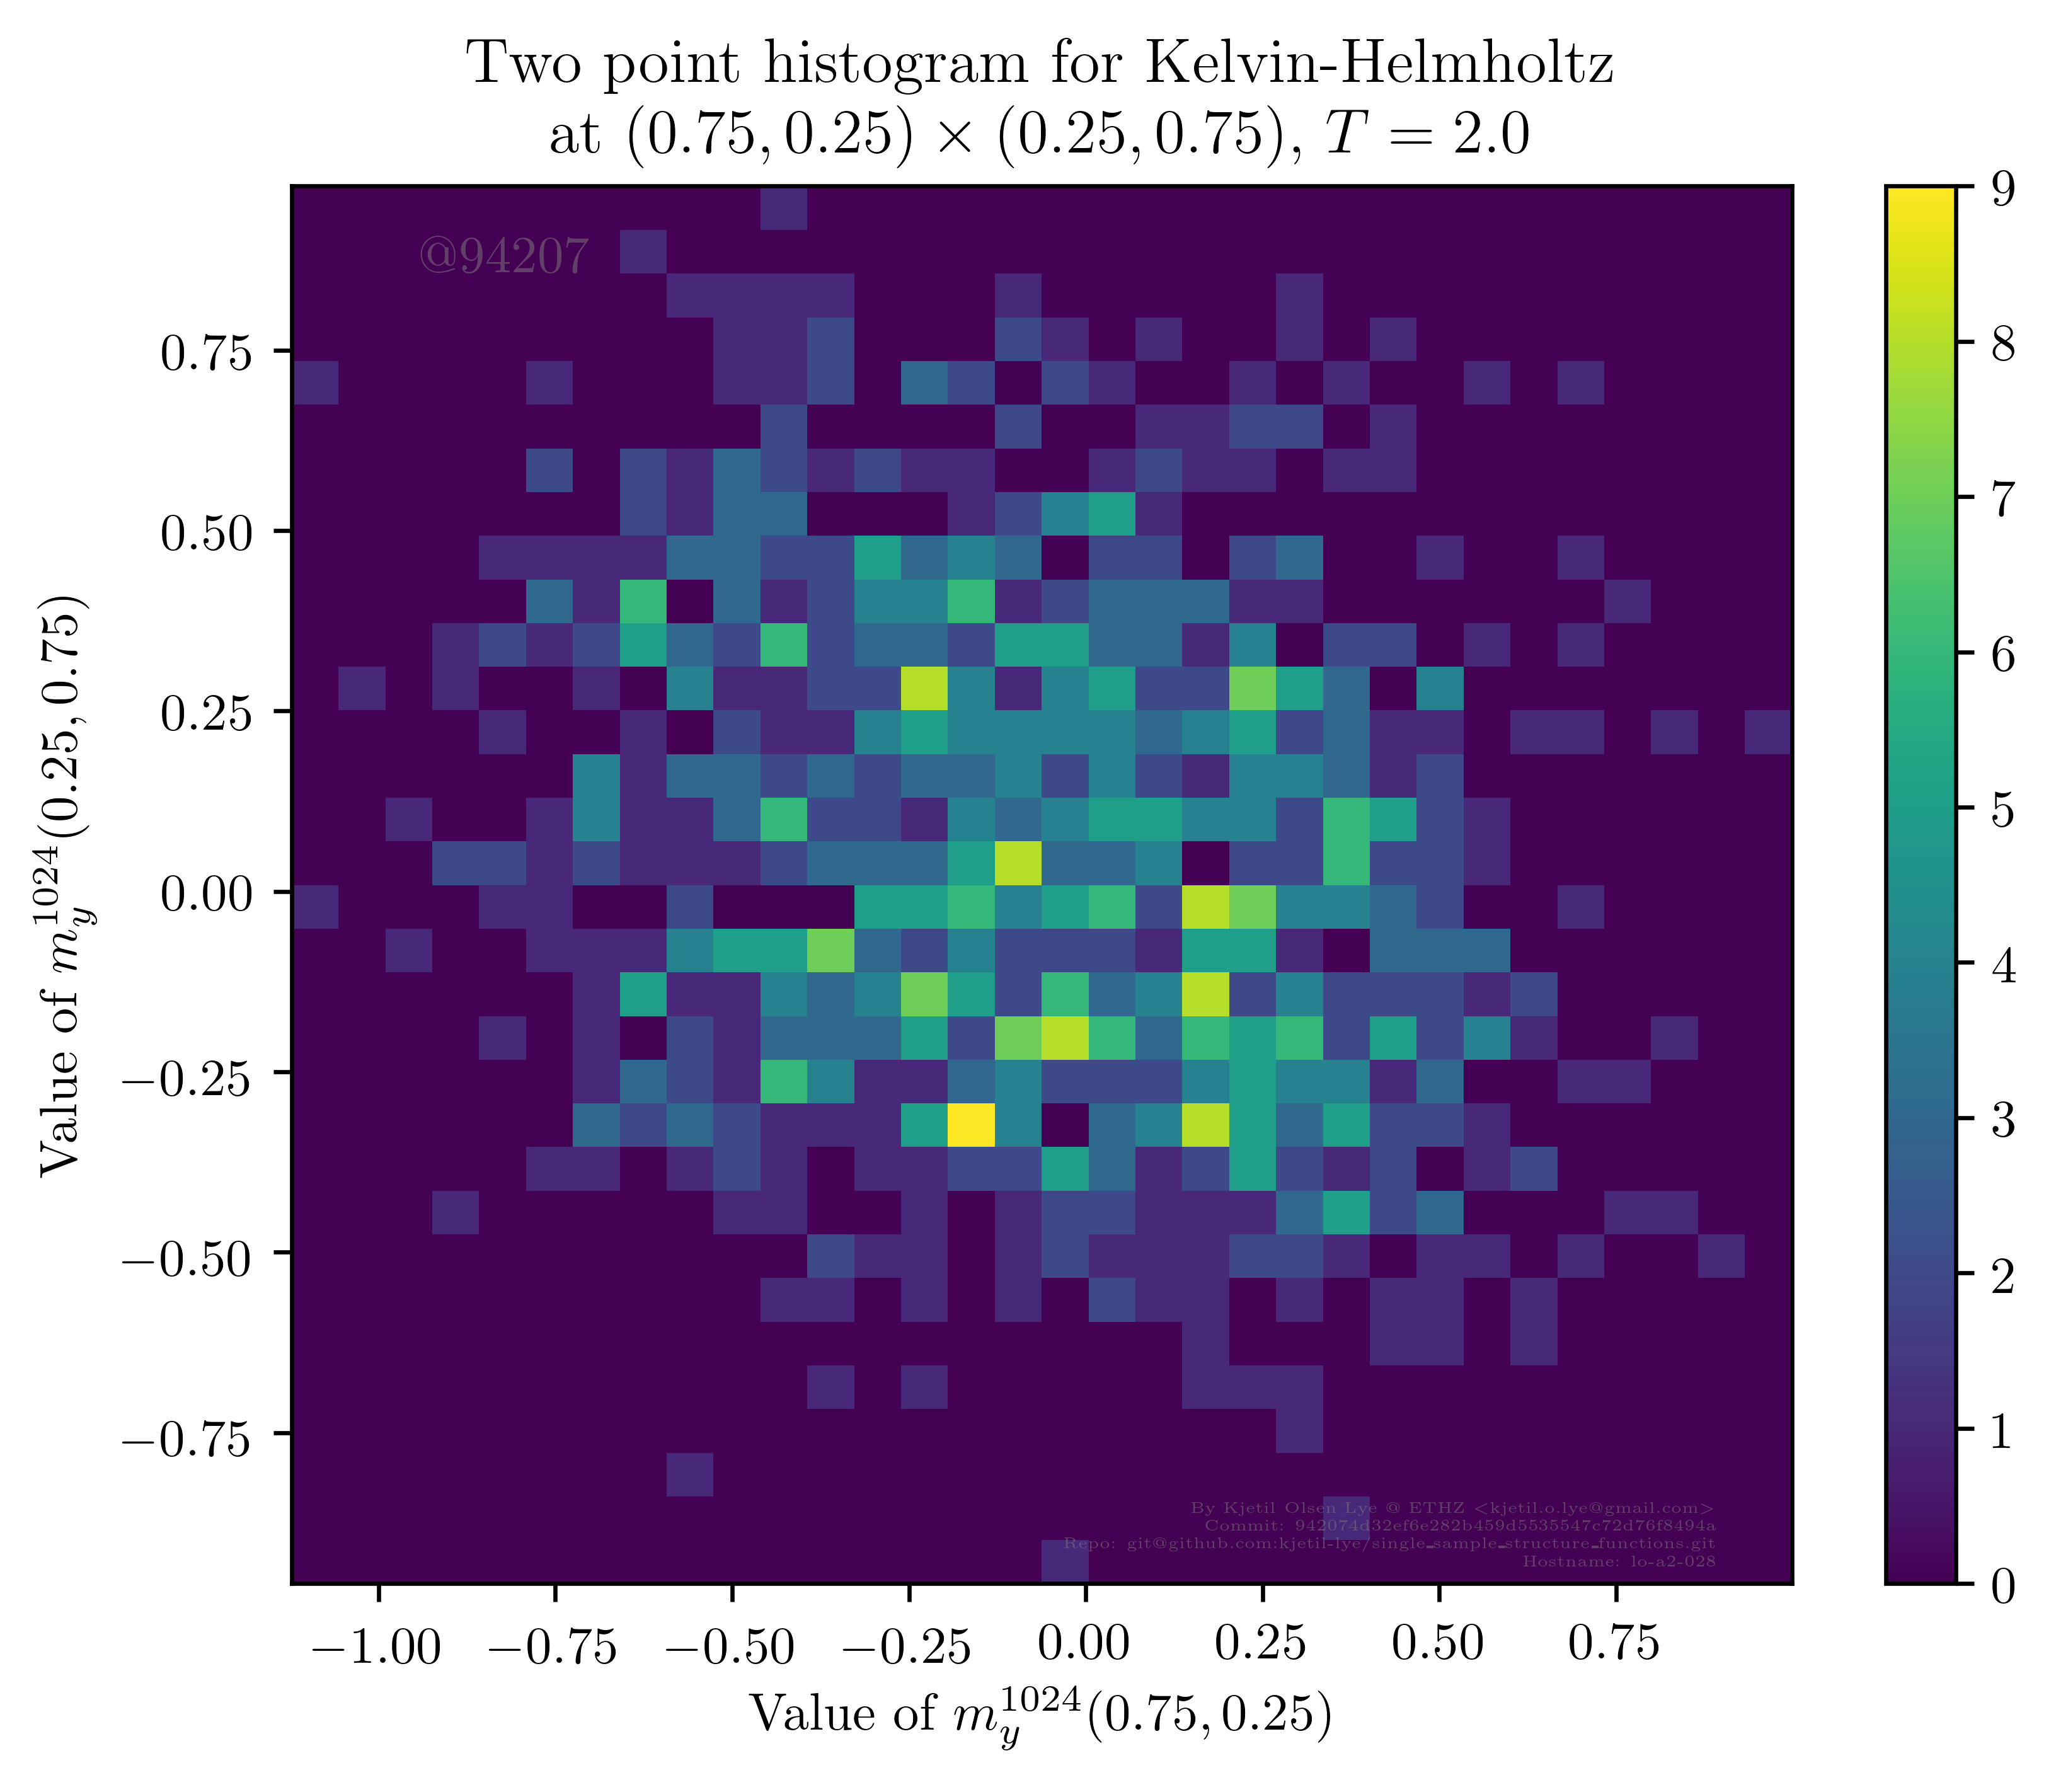 Two point histogram for Kelvin-Helmholtz
at (0.75, 0.25) × (0.25, 0.75), T = 2.0
@94207
0.75
0.50
0.25
0.00
−0.25
−0.50
−0.75
Value of m_y^1024(0.25, 0.75)
9
8
7
6
5
4
3
2
1
0
By Kjetil Olsen Lye @ ETHZ <kjetil.o.lye@gmail.com>
Commit: 942074d32ef6e282b459d5535547c72d76f8494a
Repo: git@github.com:kjetil-lye/single_sample_structure_functions.git
Hostname: lo-a2-028
−1.00 −0.75 −0.50 −0.25 0.00 0.25 0.50 0.75
Value of m_y^1024(0.75, 0.25)